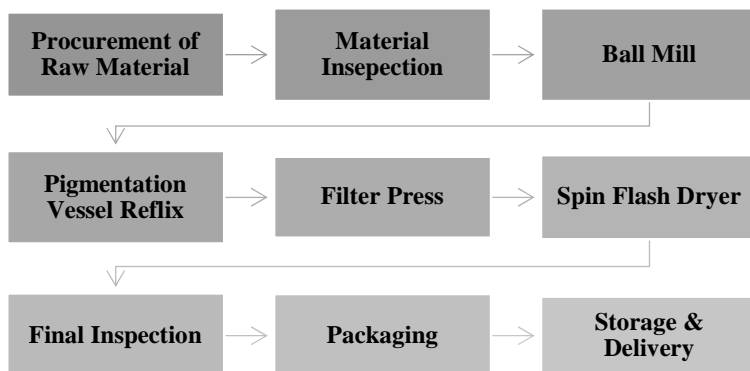 Procurement of
Raw Material
Material
Insepection
Ball Mill
Pigmentation
Vessel Reflix
Filter Press
Spin Flash Dryer
Final Inspection
Packaging
Storage &
Delivery